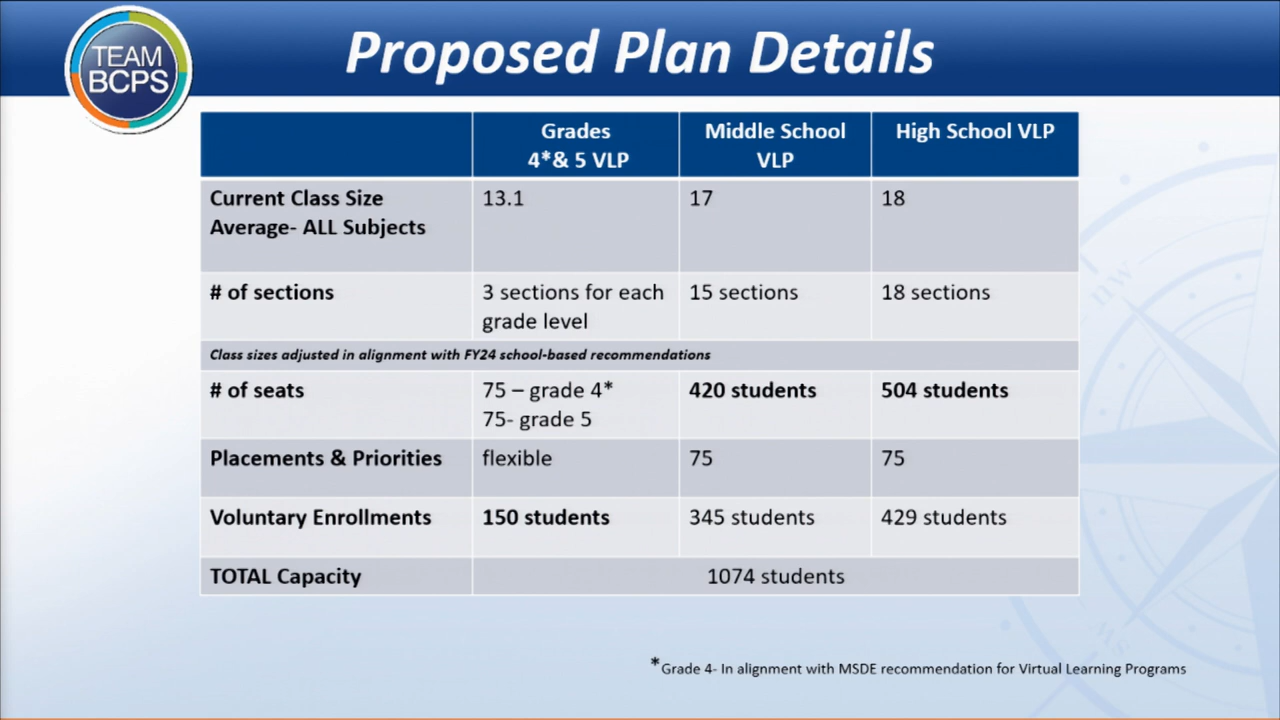 TEAM
BCPS
Proposed Plan Details
Grades
4*& 5 VLP
Middle School
VLP
High School VLP
Current Class Size
Average- ALL Subjects
13.1
17
18
# of sections
3 sections for each
grade level
15 sections
18 sections
Class sizes adjusted in alignment with FY24 school-based recommendations
# of seats
75 – grade 4*
75- grade 5
420 students
504 students
Placements & Priorities
flexible
75
75
Voluntary Enrollments
150 students
345 students
429 students
TOTAL Capacity
1074 students
*Grade 4- In alignment with MSDE recommendation for Virtual Learning Programs